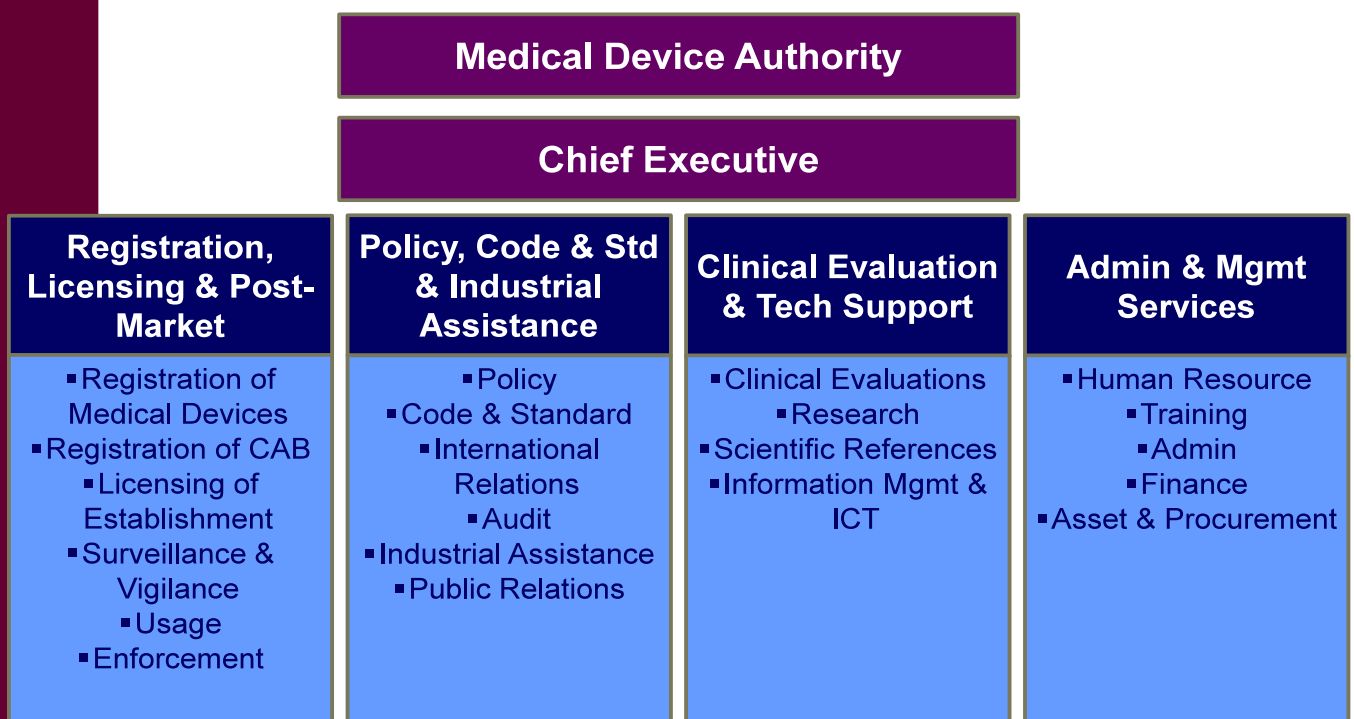 Medical Device Authority
Chief Executive
Registration,
Licensing & Post-
Market
▪Registration of
Medical Devices
▪Registration of CAB
▪Licensing of
Establishment
▪Surveillance &
Vigilance
▪Usage
▪Enforcement
Policy, Code & Std
& Industrial
Assistance
▪Policy
▪Code & Standard
▪International
Relations
▪Audit
▪Industrial Assistance
▪Public Relations
Clinical Evaluation
& Tech Support
▪Clinical Evaluations
▪Research
▪Scientific References
▪Information Mgmt &
ICT
Admin & Mgmt
Services
▪Human Resource
▪Training
▪Admin
▪Finance
▪Asset & Procurement